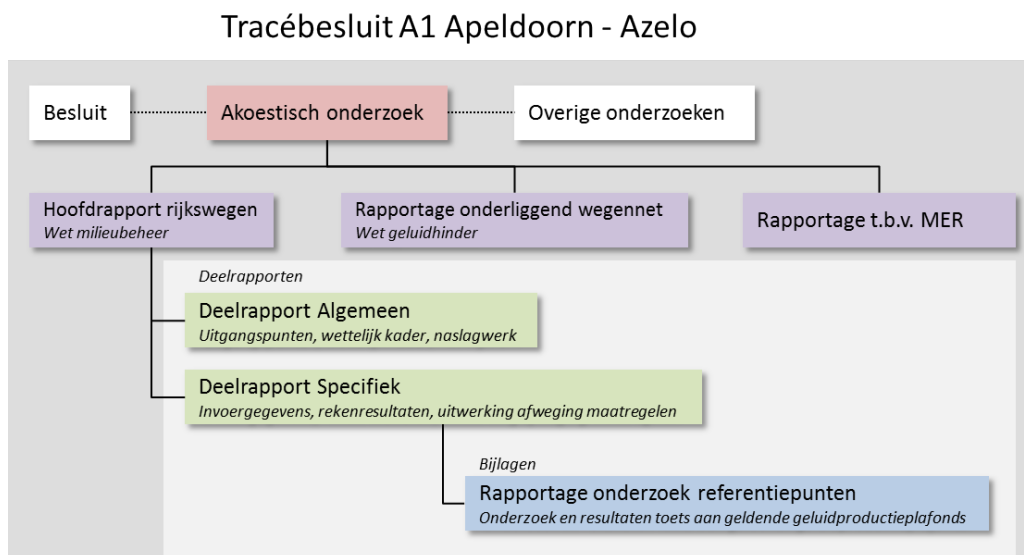 Tracébesluit A1 Apeldoorn - Azelo
Besluit
Akoestisch onderzoek
Overige onderzoeken
Hoofdrapport rijkswegen
Wet milieubeheer
Rapportage onderliggend wegennet
Wet geluidhinder
Rapportage t.b.v. MER
Deelrapporten
Deelrapport Algemeen
Uitgangspunten, wettelijk kader, naslagwerk
Deelrapport Specifiek
Invoergegevens, rekenresultaten, uitwerking afweging maatregelen
Bijlagen
Rapportage onderzoek referentiepunten
Onderzoek en resultaten toets aan geldende geluidproductieplafonds